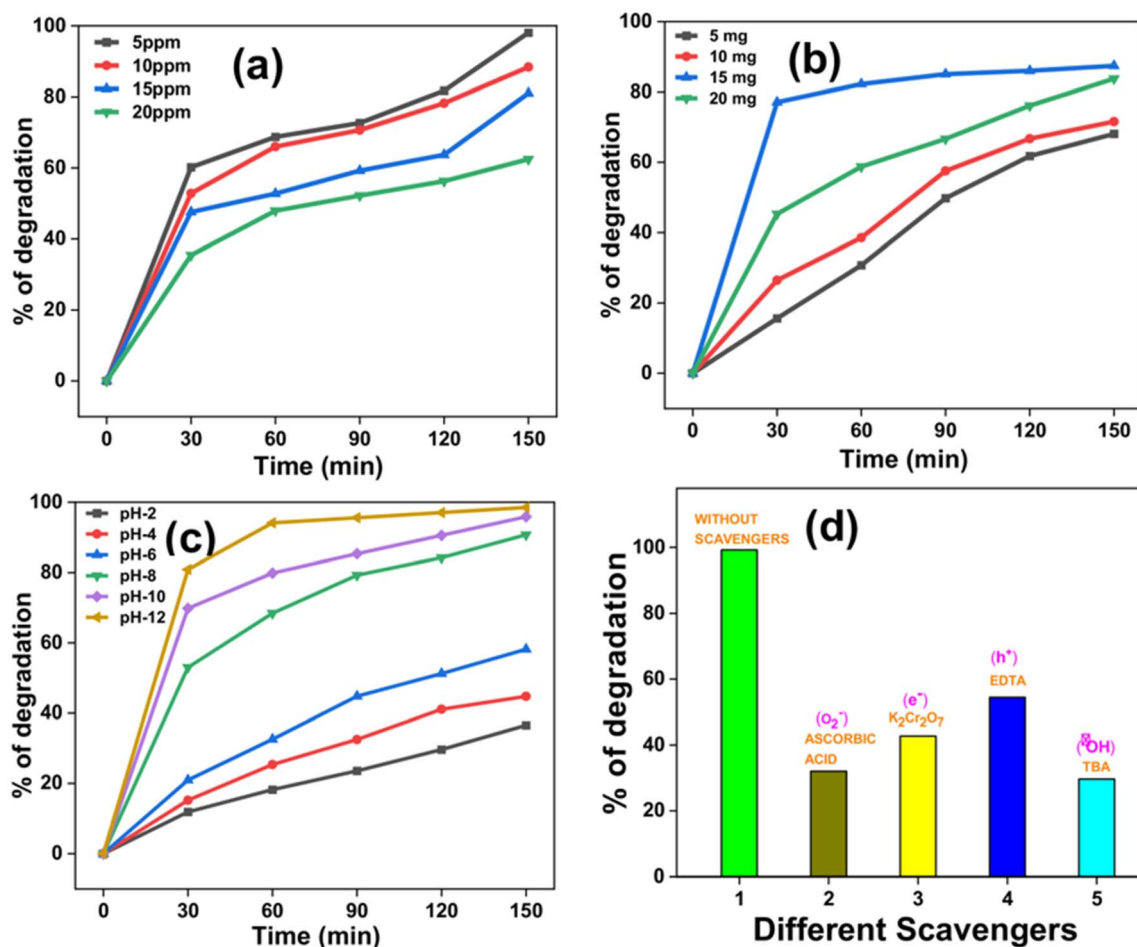 (a)
5ppm
10ppm
15ppm
20ppm
100
80
60
40
20
0
% of degradation
0 30 60 90 120 150
Time (min)
(b)
5 mg
10 mg
15 mg
20 mg
100
80
60
40
20
0
% of degradation
0 30 60 90 120 150
Time (min)
(c)
pH-2
pH-4
pH-6
pH-8
pH-10
pH-12
100
80
60
40
20
0
% of degradation
0 30 60 90 120 150
Time (min)
(d)
WITHOUT
SCAVENGERS
(O₂⁻)
ASCORBIC
ACID
(e⁻)
K₂Cr₂O₇
(h⁺)
EDTA
(OH)
TBA
100
80
60
40
20
0
% of degradation
1 2 3 4 5
Different Scavengers